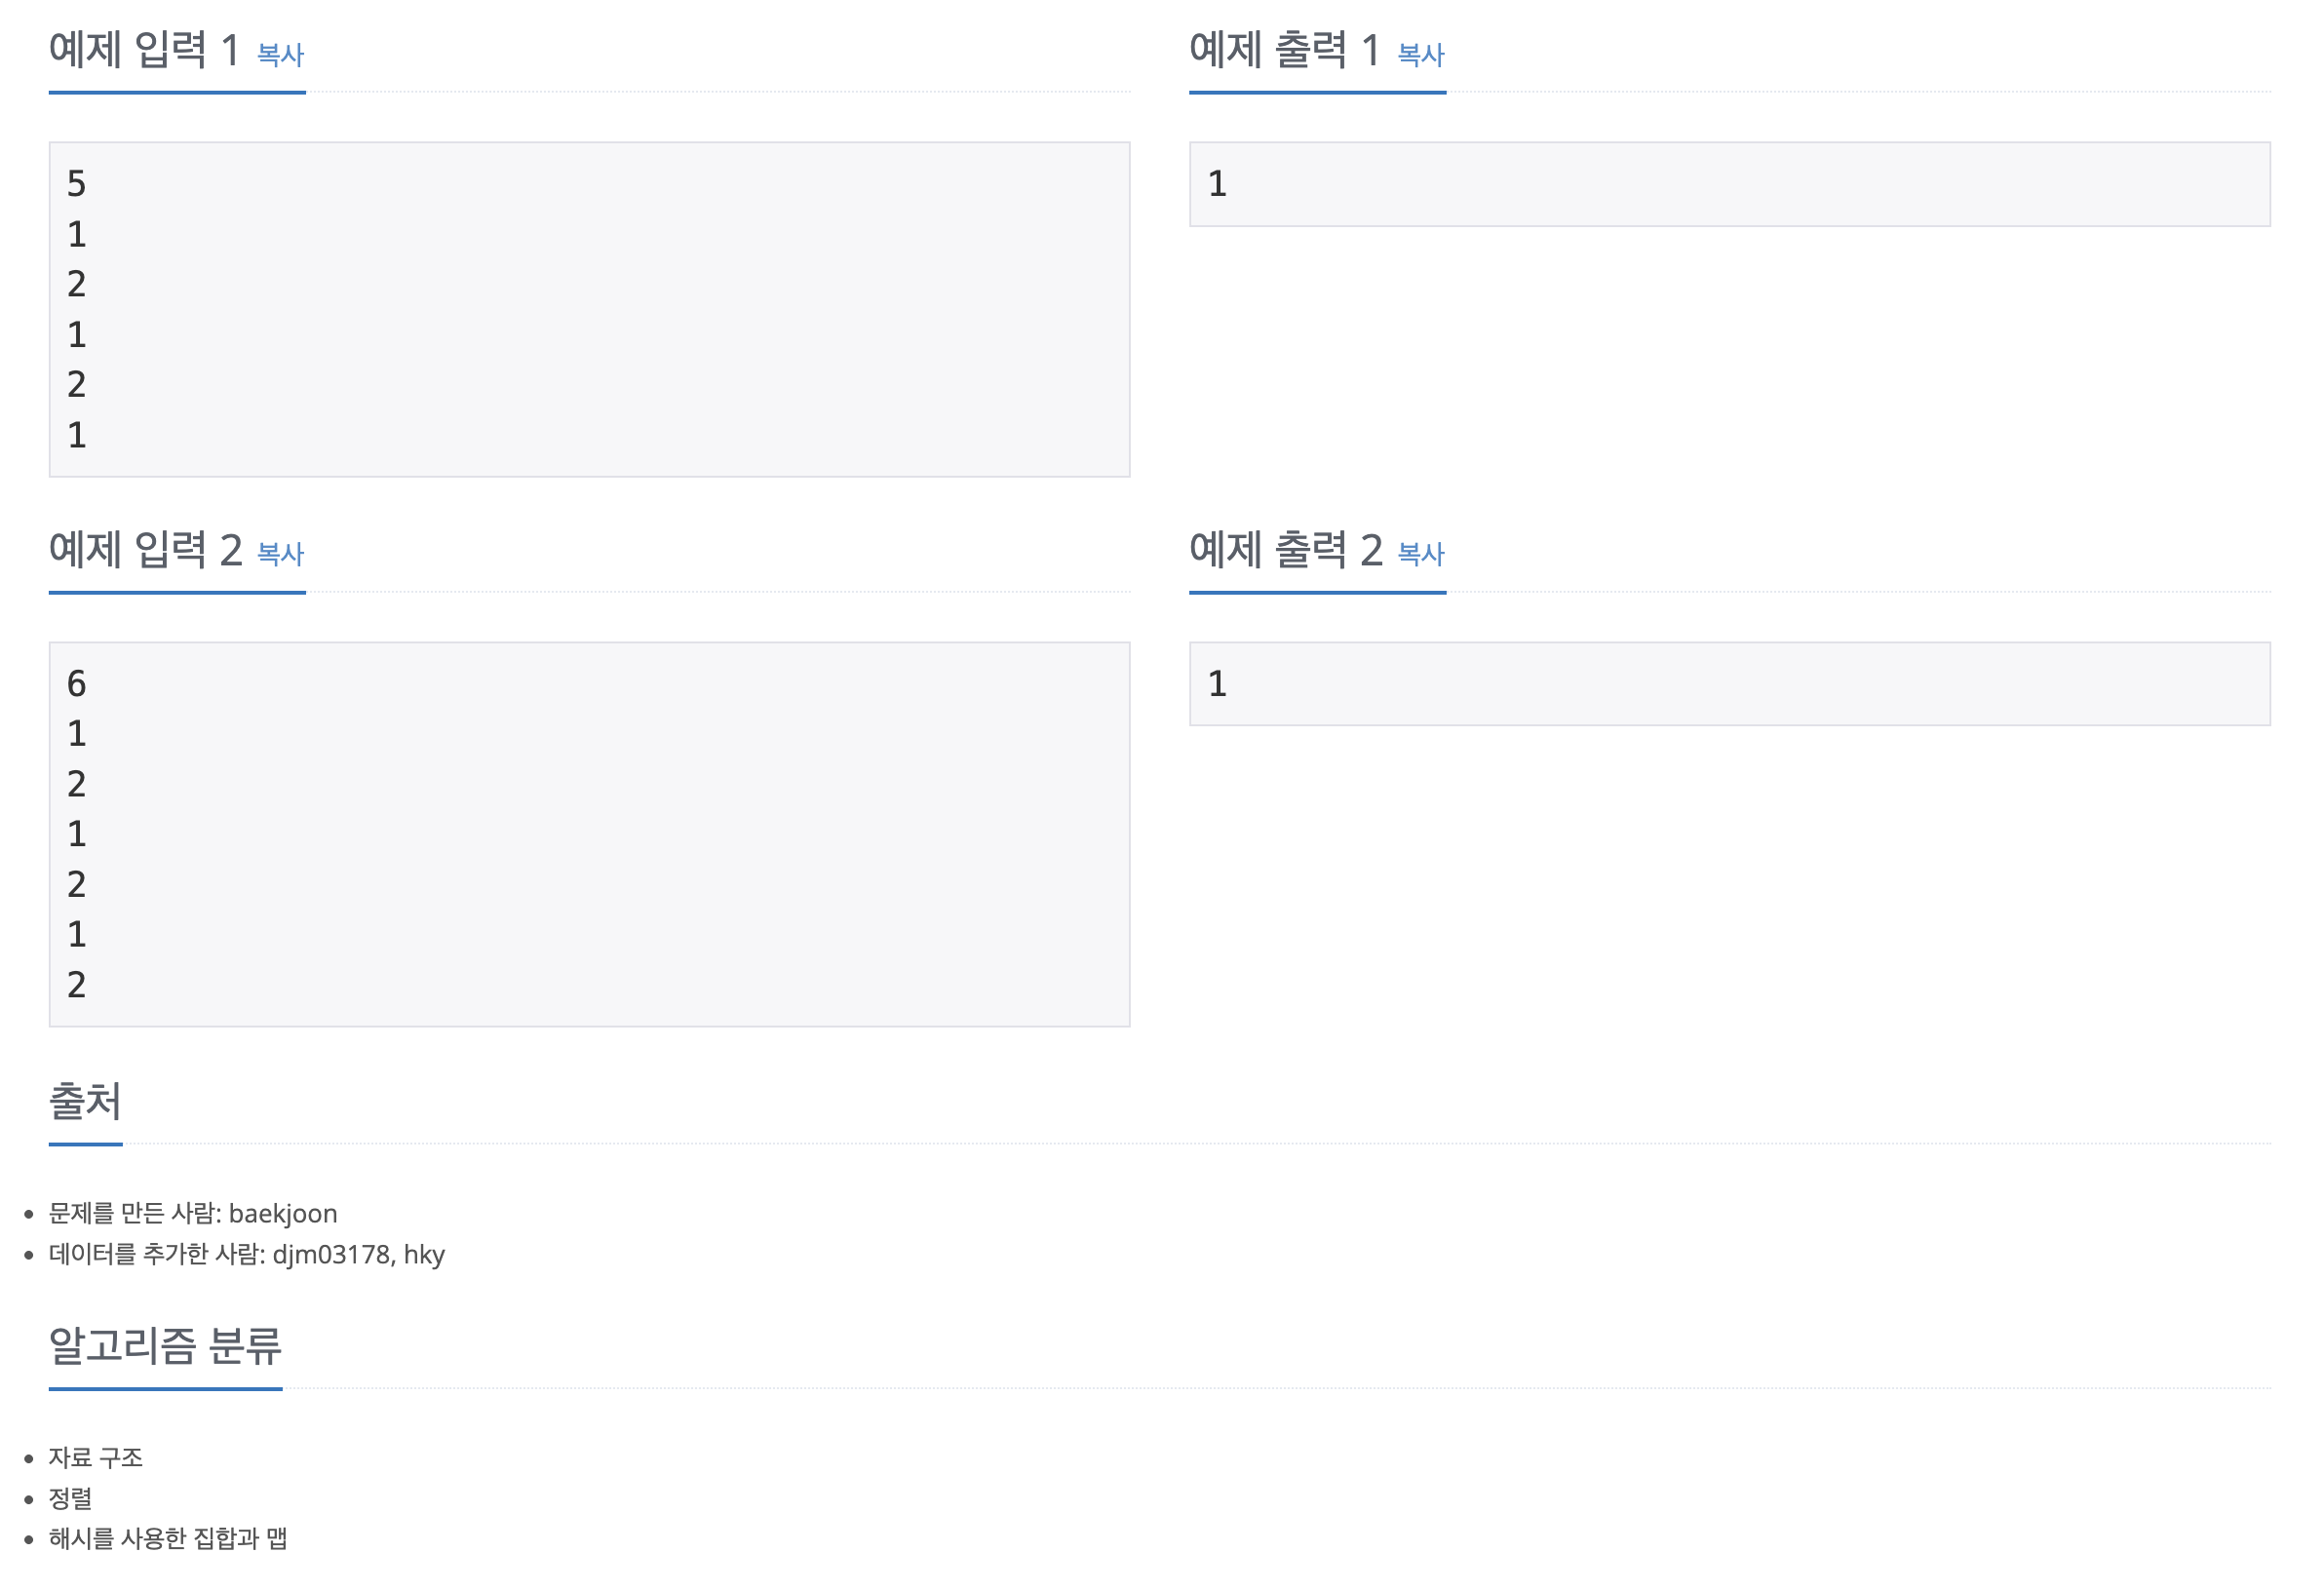 예제 입력 1 복사
5
1
2
1
2
1
예제 출력 1 복사
1
예제 입력 2 복사
6
1
2
1
2
1
2
예제 출력 2 복사
1
출처
문제를 만든 사람: baekjoon
데이터를 추가한 사람: djm03178, hky
알고리즘 분류
자료 구조
정렬
해시를 사용한 집합과 맵